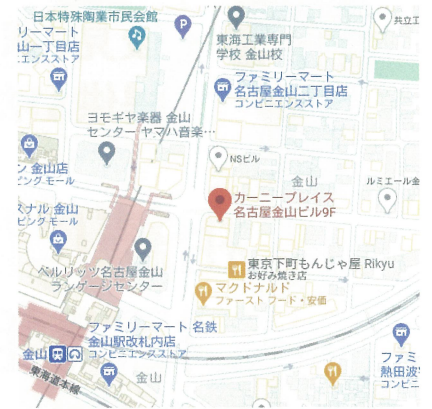 日本特殊陶業市民会館
リーマート
山一丁目店
エンスストア
東海工業専門
学校 金山校
共立工
ファミリーマート
名古屋金山二丁目店
コンビニエンスストア
ヨモギヤ楽器 金山
センター ヤマハ音楽…
NSビル
ン 金山店
ピングモール
金山
ルミエール金
カーニープレイス
名古屋金山ビル9F
スナル 金山
ピングモール
ベルリッツ名古屋金山
ランゲージセンター
東京下町もんじゃ屋 Rikyu
お好み焼き店
マクドナルド
ファースト フード・安価
ファミリーマート 名鉄
金山駅改札内店
コンビニエンスストア
金山
東海道本線
金山
ファミ
熱田波
コンビニ